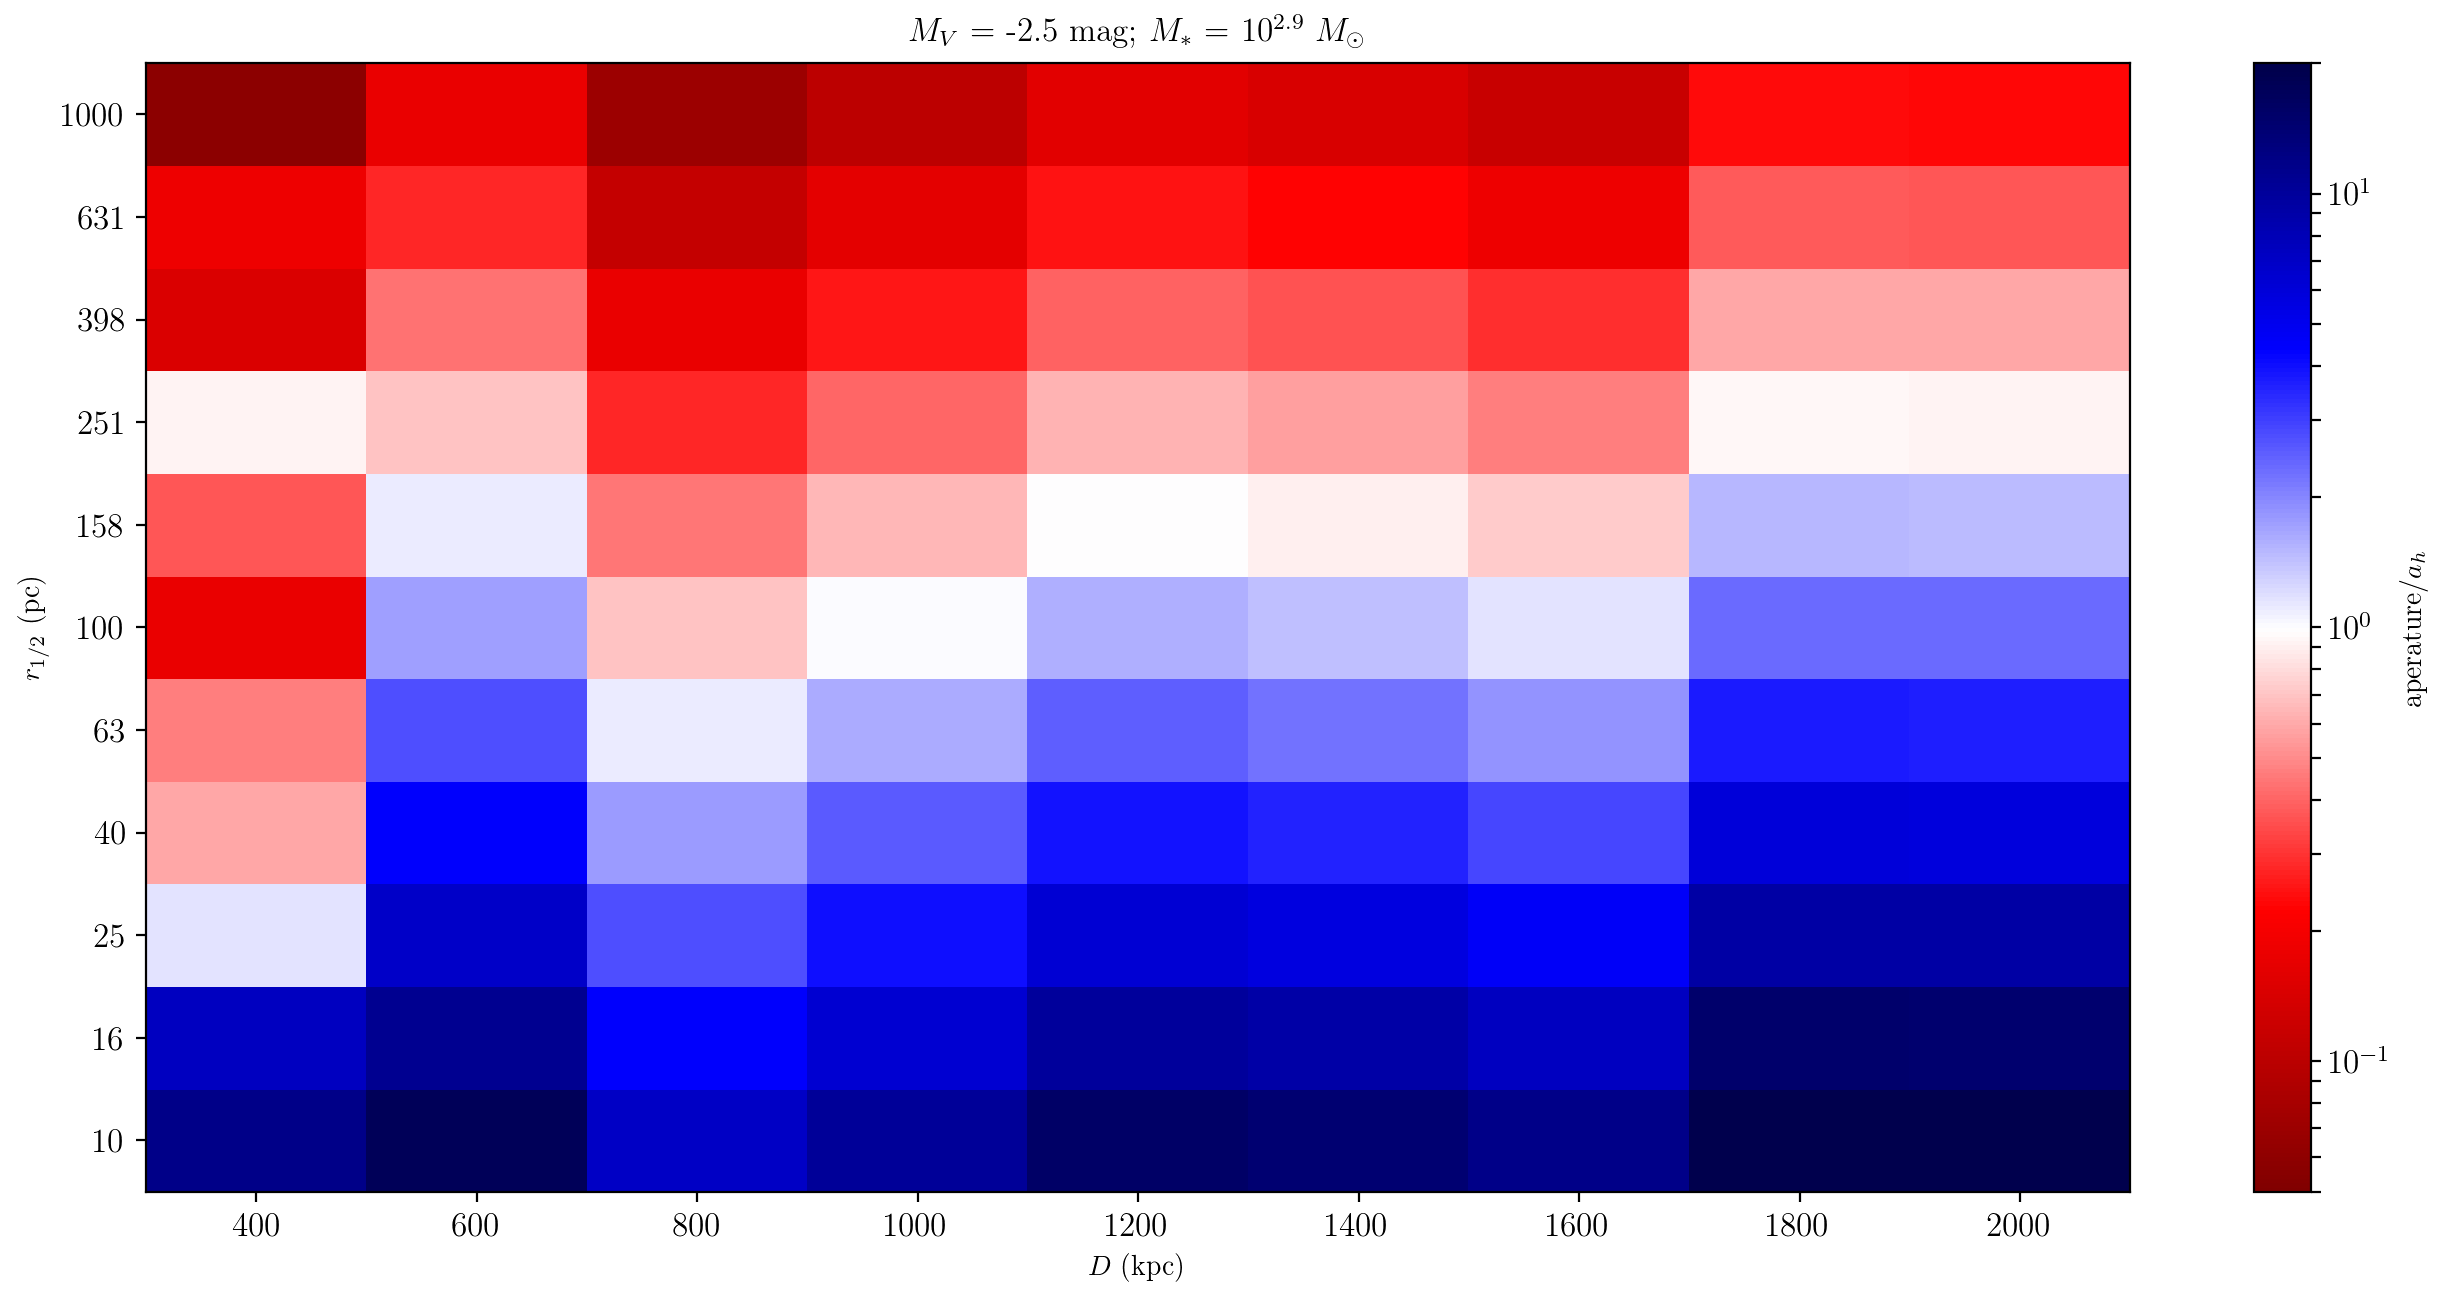 M_V = -2.5 mag; M_* = 10^{2.9} M_⊙
1000
631
398
251
158
100
63
40
25
16
10
r_{1/2} (pc)
400 600 800 1000 1200 1400 1600 1800 2000
D (kpc)
10^1
10^0
10^{-1}
aperature/a_h